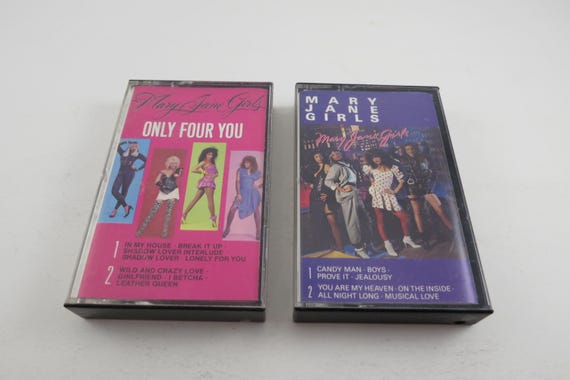 Mary Jane Girls
ONLY FOUR YOU
1 IN MY HOUSE · BREAK IT UP ·
SHADOW LOVER INTERLUDE
SHADOW LOVER · LONELY FOR YOU
2 WILD AND CRAZY LOVE ·
GIRLFRIEND · I BETCHA ·
LEATHER QUEEN
MARY
JANE
GIRLS
Mary Jane Girls
1 CANDY MAN · BOYS ·
PROVE IT · JEALOUSY
2 YOU ARE MY HEAVEN · ON THE INSIDE ·
ALL NIGHT LONG · MUSICAL LOVE